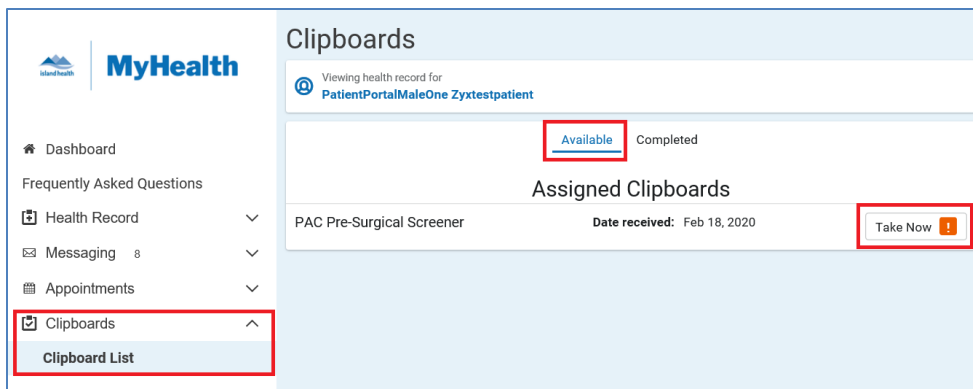 island health
MyHealth
Dashboard
Frequently Asked Questions
Health Record
Messaging 8
Appointments
Clipboards
Clipboard List
Clipboards
Viewing health record for
PatientPortalMaleOne Zyxtestpatient
Available Completed
Assigned Clipboards
PAC Pre-Surgical Screener Date received: Feb 18, 2020 Take Now !